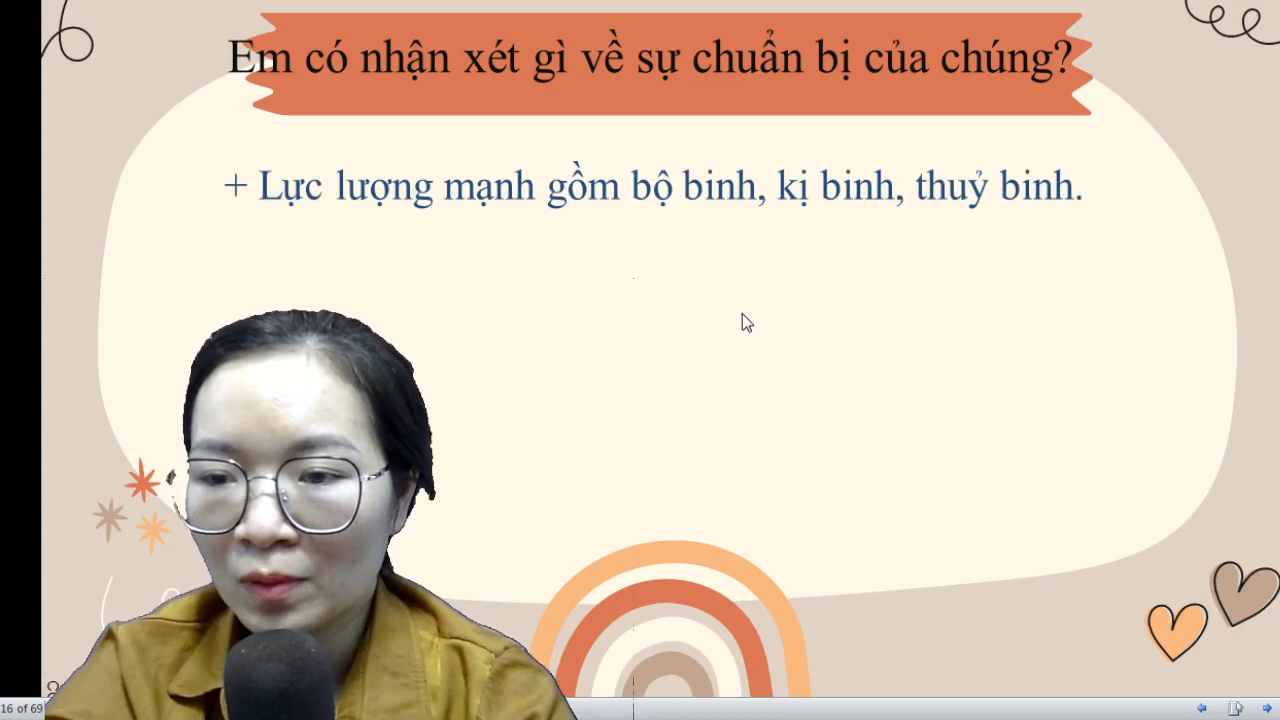 Em có nhận xét gì về sự chuẩn bị của chúng?
+ Lực lượng mạnh gồm bộ binh, kị binh, thuỷ binh.
16 of 69